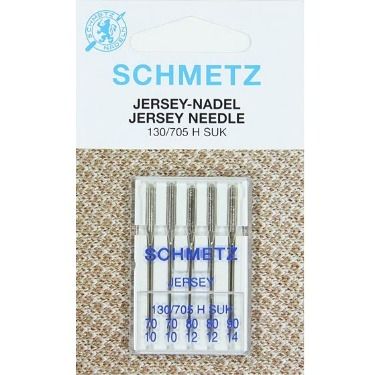 SCHMETZ
SCHMETZ
JERSEY-NADEL
JERSEY NEEDLE
130/705 H SUK
SCHMETZ
JERSEY
130/705 H SUK
70 70 80 80 90
10 10 12 12 14